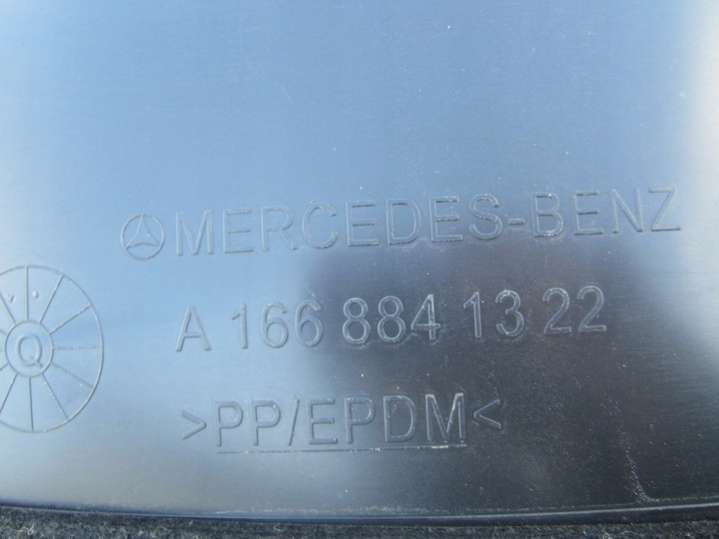 MERCEDES-BENZ
A 166 884 13 22
Q
>PP/EPDM<